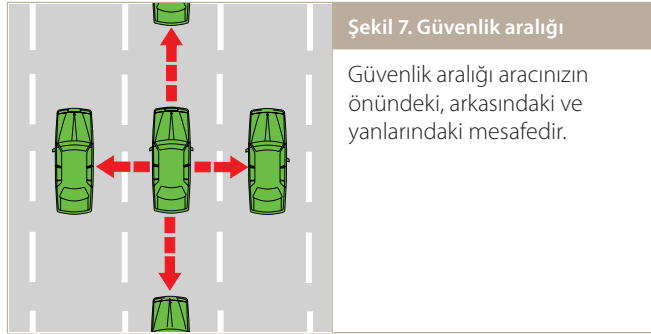 Şekil 7. Güvenlik aralığı
Güvenlik aralığı aracınızın
önündeki, arkasındaki ve
yanlarındaki mesafedir.